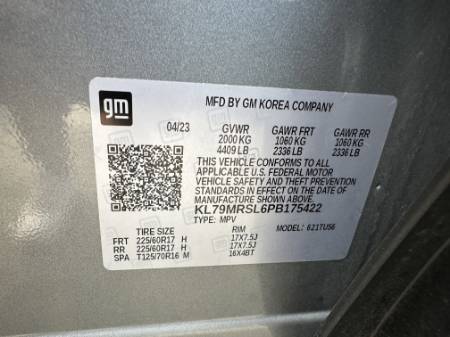 gm
MFD BY GM KOREA COMPANY
04/23 GVWR GAWR FRT GAWR RR
2000 KG 1060 KG 1060 KG
4409 LB 2336 LB 2336 LB
THIS VEHICLE CONFORMS TO ALL
APPLICABLE U.S. FEDERAL MOTOR
VEHICLE SAFETY AND THEFT PREVENTION
STANDARDS IN EFFECT ON THE DATE OF
MANUFACTURE SHOWN ABOVE.
KL79MRSL6PB175422
TYPE: MPV MODEL: 621TU56
TIRE SIZE RIM
FRT 225/60R17 H 17X7.5J
RR 225/60R17 H 17X7.5J
SPA T125/70R16 M 16X4BT